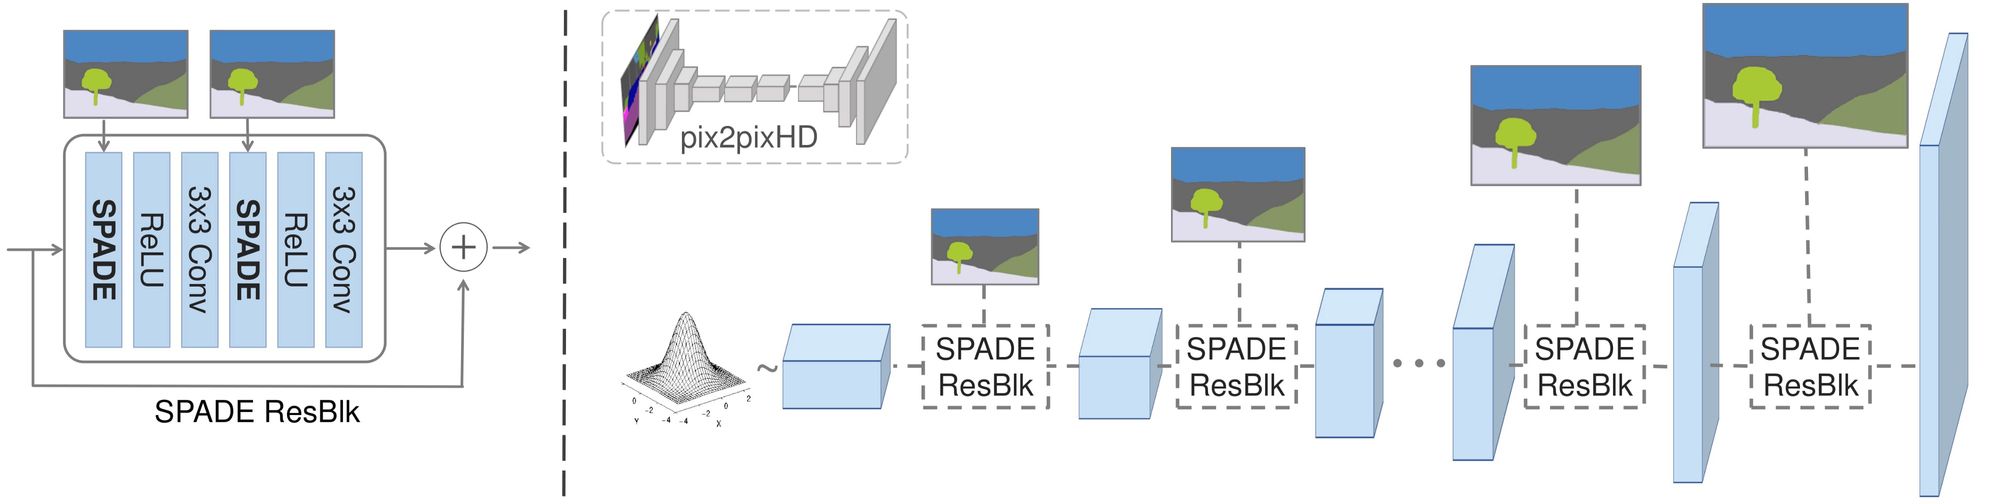 SPADE
ReLU
3x3 Conv
SPADE
ReLU
3x3 Conv
+
SPADE ResBlk
pix2pixHD
0
-2
-4
Y
-4
-2
0
2
X
~
SPADE
ResBlk
SPADE
ResBlk
...
SPADE
ResBlk
SPADE
ResBlk